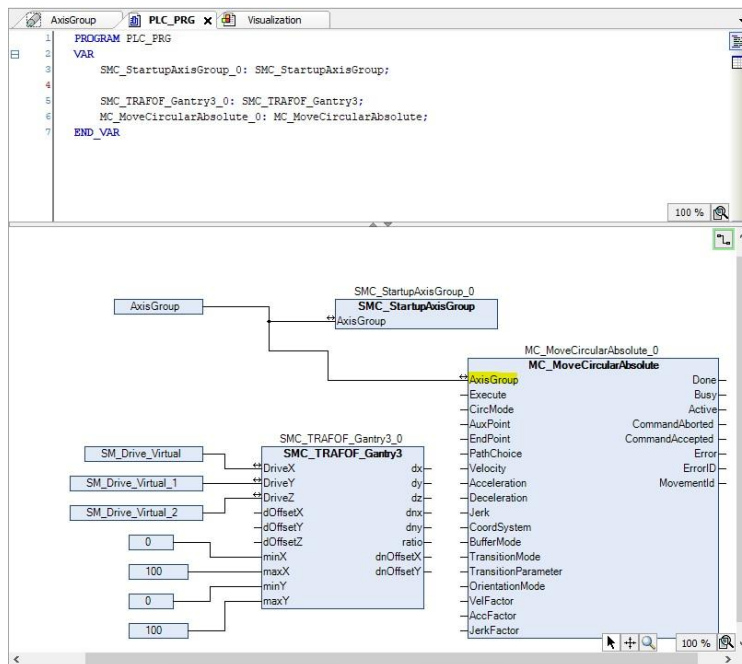 AxisGroup PLC_PRG x Visualization
1 PROGRAM PLC_PRG
2 VAR
3 SMC_StartupAxisGroup_0: SMC_StartupAxisGroup;
4
5 SMC_TRAFOF_Gantry3_0: SMC_TRAFOF_Gantry3;
6 MC_MoveCircularAbsolute_0: MC_MoveCircularAbsolute;
7 END_VAR
100 %
SMC_StartupAxisGroup_0
AxisGroup SMC_StartupAxisGroup
AxisGroup
MC_MoveCircularAbsolute_0
MC_MoveCircularAbsolute
AxisGroup Done
Execute Busy
CircMode Active
AuxPoint CommandAborted
EndPoint CommandAccepted
PathChoice Error
Velocity ErrorID
Acceleration MovementId
Deceleration
Jerk
CoordSystem
BufferMode
TransitionMode
TransitionParameter
OrientationMode
VelFactor
AccFactor
JerkFactor
SMC_TRAFOF_Gantry3_0
SMC_TRAFOF_Gantry3
SM_Drive_Virtual DriveX dx
SM_Drive_Virtual_1 DriveY dy
SM_Drive_Virtual_2 DriveZ dz
dOffsetX dnx
dOffsetY dny
dOffsetZ ratio
0 minX dnOffsetX
100 maxX dnOffsetY
0 minY
100 maxY
100 %